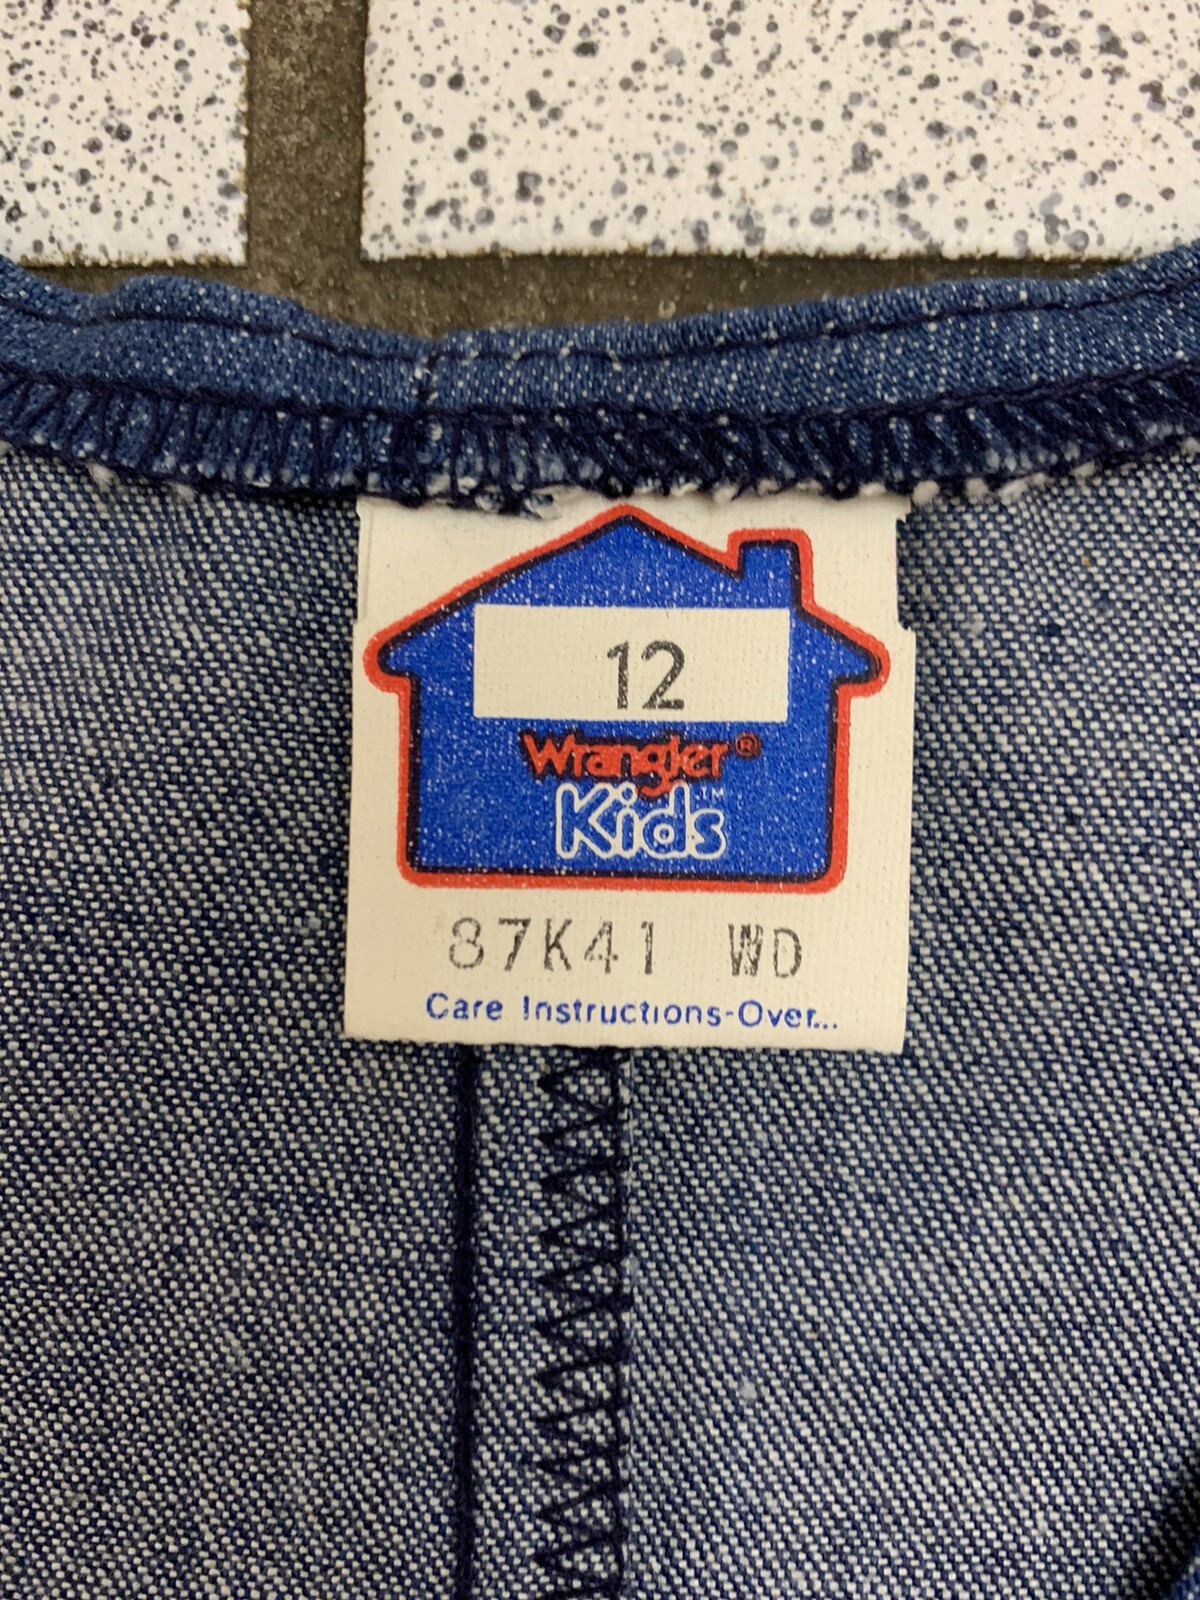 12
Wrangler®
Kids™
87K41 WD
Care Instructions-Over...